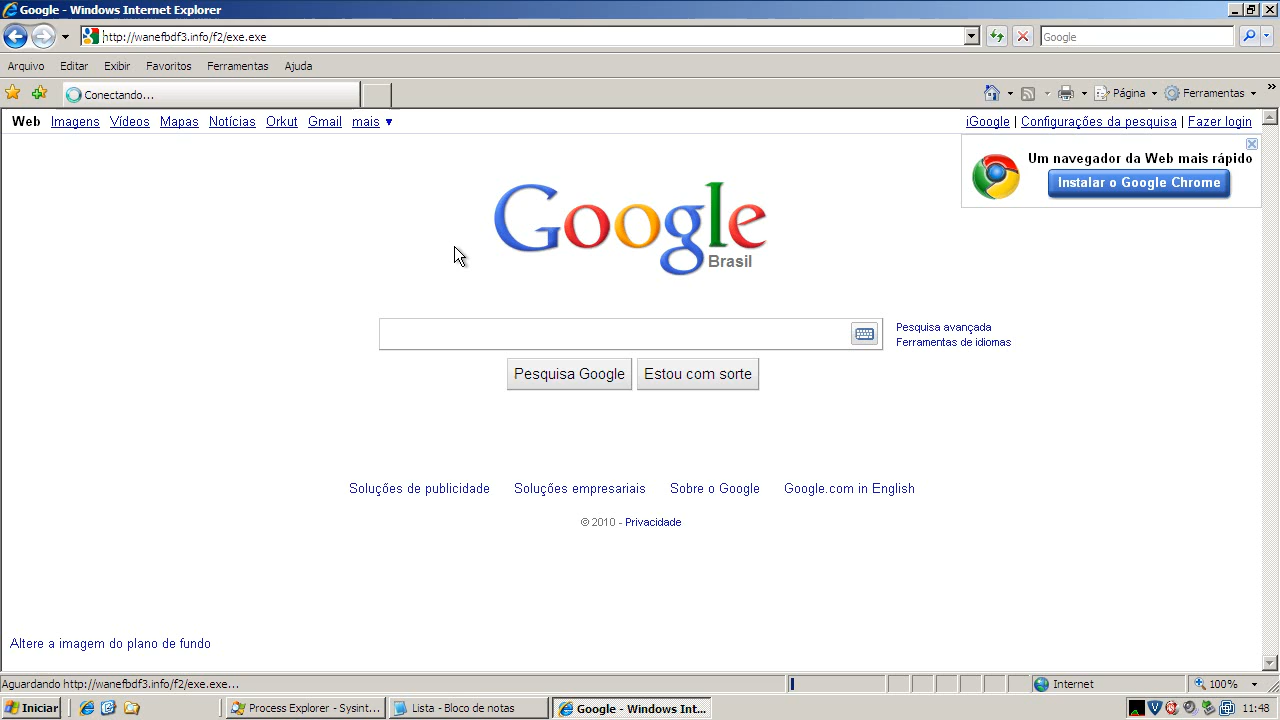 Google - Windows Internet Explorer
http://wanefbdf3.info/f2/exe.exe
Google
Arquivo Editar Exibir Favoritos Ferramentas Ajuda
Conectando...
Página Ferramentas
Web Imagens Vídeos Mapas Notícias Orkut Gmail mais ▼
iGoogle | Configurações da pesquisa | Fazer login
Um navegador da Web mais rápido
Instalar o Google Chrome
Google
Brasil
Pesquisa avançada
Ferramentas de idiomas
Pesquisa Google Estou com sorte
Soluções de publicidade Soluções empresariais Sobre o Google Google.com in English
© 2010 - Privacidade
Altere a imagem do plano de fundo
Aguardando http://wanefbdf3.info/f2/exe.exe...
Internet
100%
Iniciar
Process Explorer - Sysint...
Lista - Bloco de notas
Google - Windows Int...
11:48